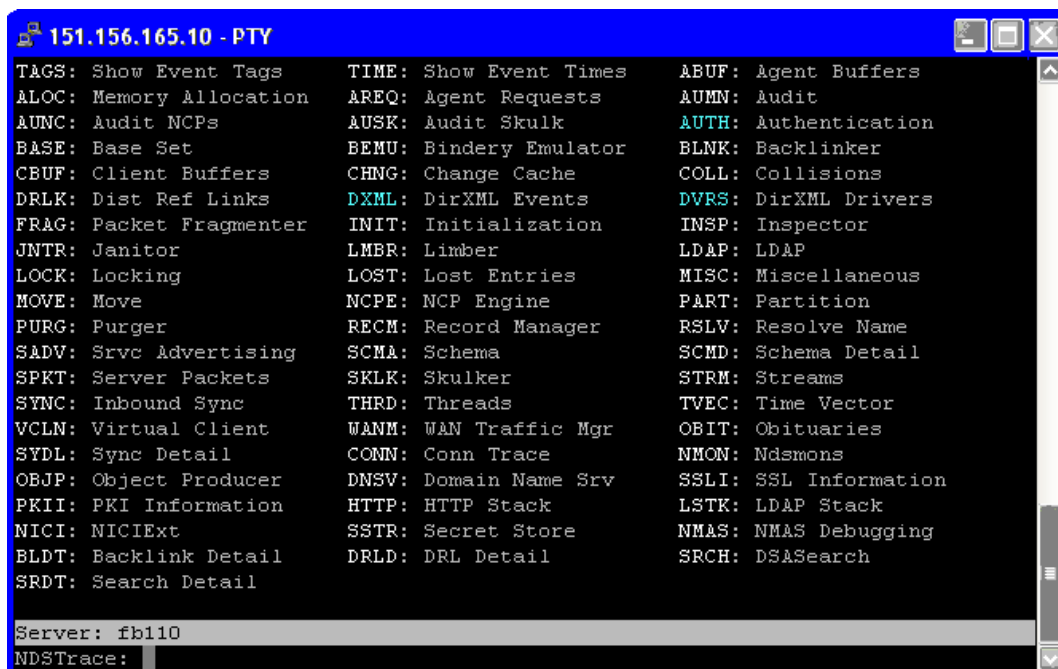 151.156.165.10 - PTY
TAGS: Show Event Tags TIME: Show Event Times ABUF: Agent Buffers
ALOC: Memory Allocation AREQ: Agent Requests AUMN: Audit
AUNC: Audit NCPs AUSK: Audit Skulk AUTH: Authentication
BASE: Base Set BEMU: Bindery Emulator BLNK: Backlinker
CBUF: Client Buffers CHNG: Change Cache COLL: Collisions
DRLK: Dist Ref Links DXML: DirXML Events DVRS: DirXML Drivers
FRAG: Packet Fragmenter INIT: Initialization INSP: Inspector
JNTR: Janitor LMBR: Limber LDAP: LDAP
LOCK: Locking LOST: Lost Entries MISC: Miscellaneous
MOVE: Move NCPE: NCP Engine PART: Partition
PURG: Purger RECM: Record Manager RSLV: Resolve Name
SADV: Srvc Advertising SCMA: Schema SCMD: Schema Detail
SPKT: Server Packets SKLK: Skulker STRM: Streams
SYNC: Inbound Sync THRD: Threads TVEC: Time Vector
VCLN: Virtual Client WANM: WAN Traffic Mgr OBIT: Obituaries
SYDL: Sync Detail CONN: Conn Trace NMON: Ndsmons
OBJP: Object Producer DNSV: Domain Name Srv SSLI: SSL Information
PKII: PKI Information HTTP: HTTP Stack LSTK: LDAP Stack
NICI: NICIExt SSTR: Secret Store NMAS: NMAS Debugging
BLDT: Backlink Detail DRLD: DRL Detail SRCH: DSASearch
SRDT: Search Detail
Server: fb110
NDSTrace: